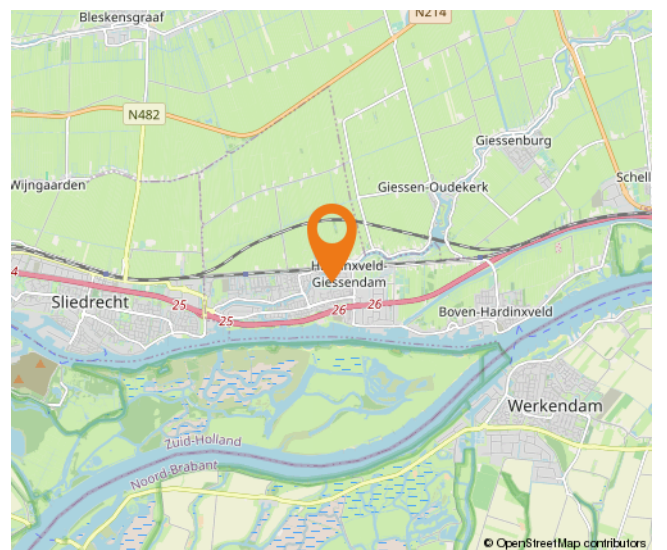 Bleskensgraaf
N214
N482
Giessenburg
Wijngaarden
Giessen-Oudekerk
Schell
Hardinxveld-
Giessendam
4
25
26
26
25
Sliedrecht
Boven-Hardinxveld
Werkendam
Zuid-Holland
Noord-Brabant
© OpenStreetMap contributors